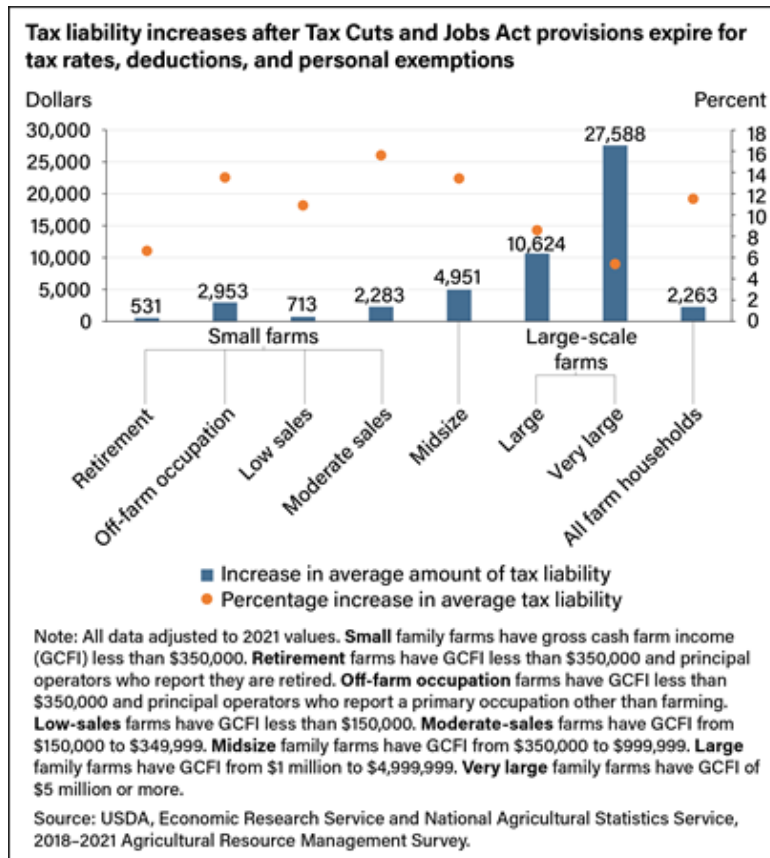 Tax liability increases after Tax Cuts and Jobs Act provisions expire for
tax rates, deductions, and personal exemptions
Dollars Percent
30,000 18
25,000 16
20,000 14
15,000 12
10,000 10
5,000 8
0 6
4
2
0
531
2,953
713
2,283
4,951
10,624
27,588
2,263
Small farms
Large-scale
farms
Retirement
Off-farm occupation
Low sales
Moderate sales
Midsize
Large
Very large
All farm households
Increase in average amount of tax liability
Percentage increase in average tax liability
Note: All data adjusted to 2021 values. Small family farms have gross cash farm income
(GCFI) less than $350,000. Retirement farms have GCFI less than $350,000 and principal
operators who report they are retired. Off-farm occupation farms have GCFI less than
$350,000 and principal operators who report a primary occupation other than farming.
Low-sales farms have GCFI less than $150,000. Moderate-sales farms have GCFI from
$150,000 to $349,999. Midsize family farms have GCFI from $350,000 to $999,999. Large
family farms have GCFI from $1 million to $4,999,999. Very large family farms have GCFI of
$5 million or more.
Source: USDA, Economic Research Service and National Agricultural Statistics Service,
2018–2021 Agricultural Resource Management Survey.